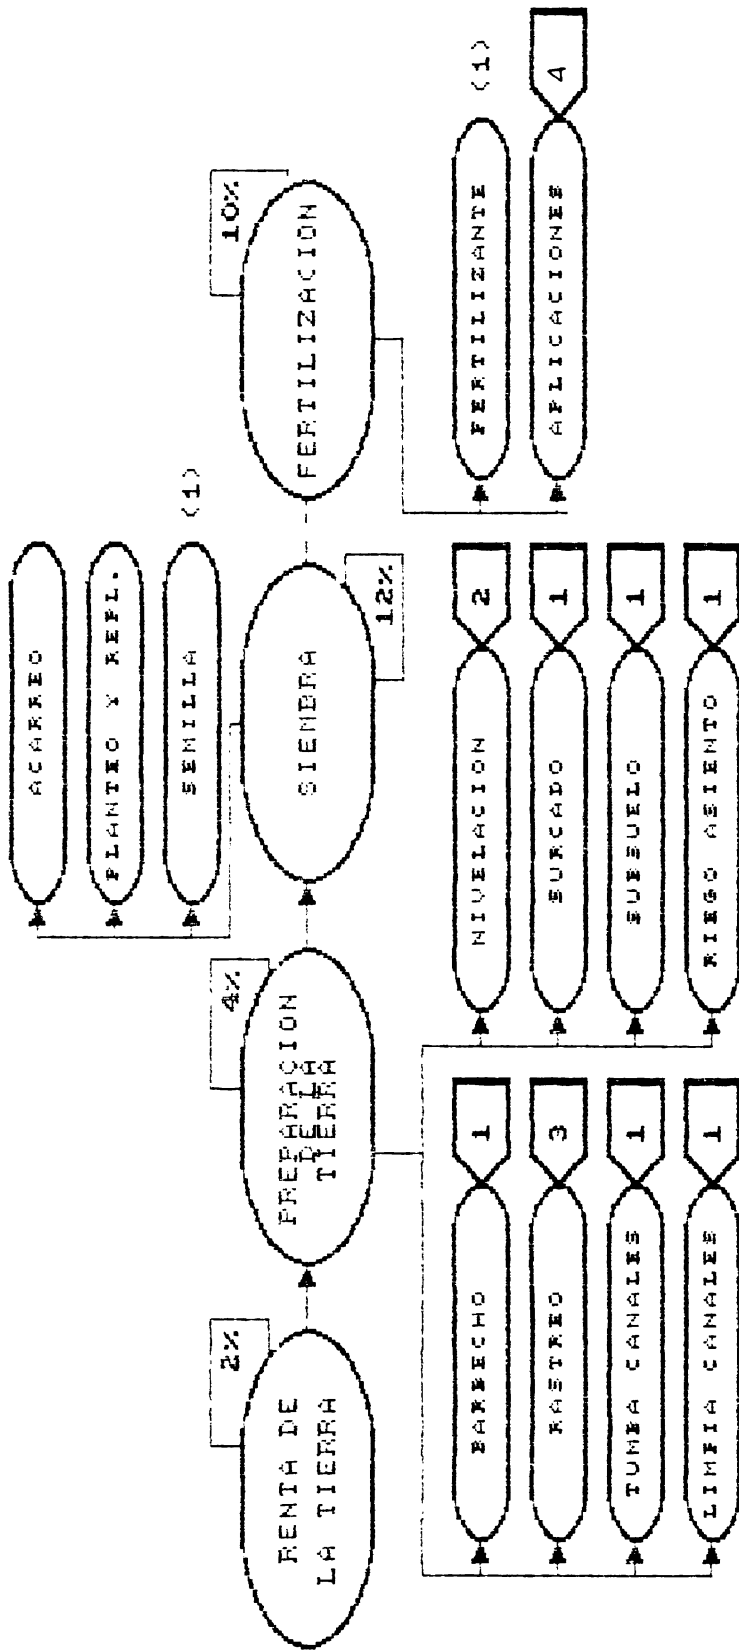 ACARREO
PLANTEO Y REPL.
SEMILLA (1)
2%
4%
10%
RENTA DE
LA TIERRA
PREPARACION
DE LA
TIERRA
SIEMBRA
FERTILIZACION
12%
BARBECHO 1
RASTREO 3
TUMBA CANALES 1
LIMPIA CANALES 1
NIVELACION 2
SURCADO 1
SUBSUELO 1
RIEGO ASIENTO 1
FERTILIZANTE (1)
APLICACIONES 4